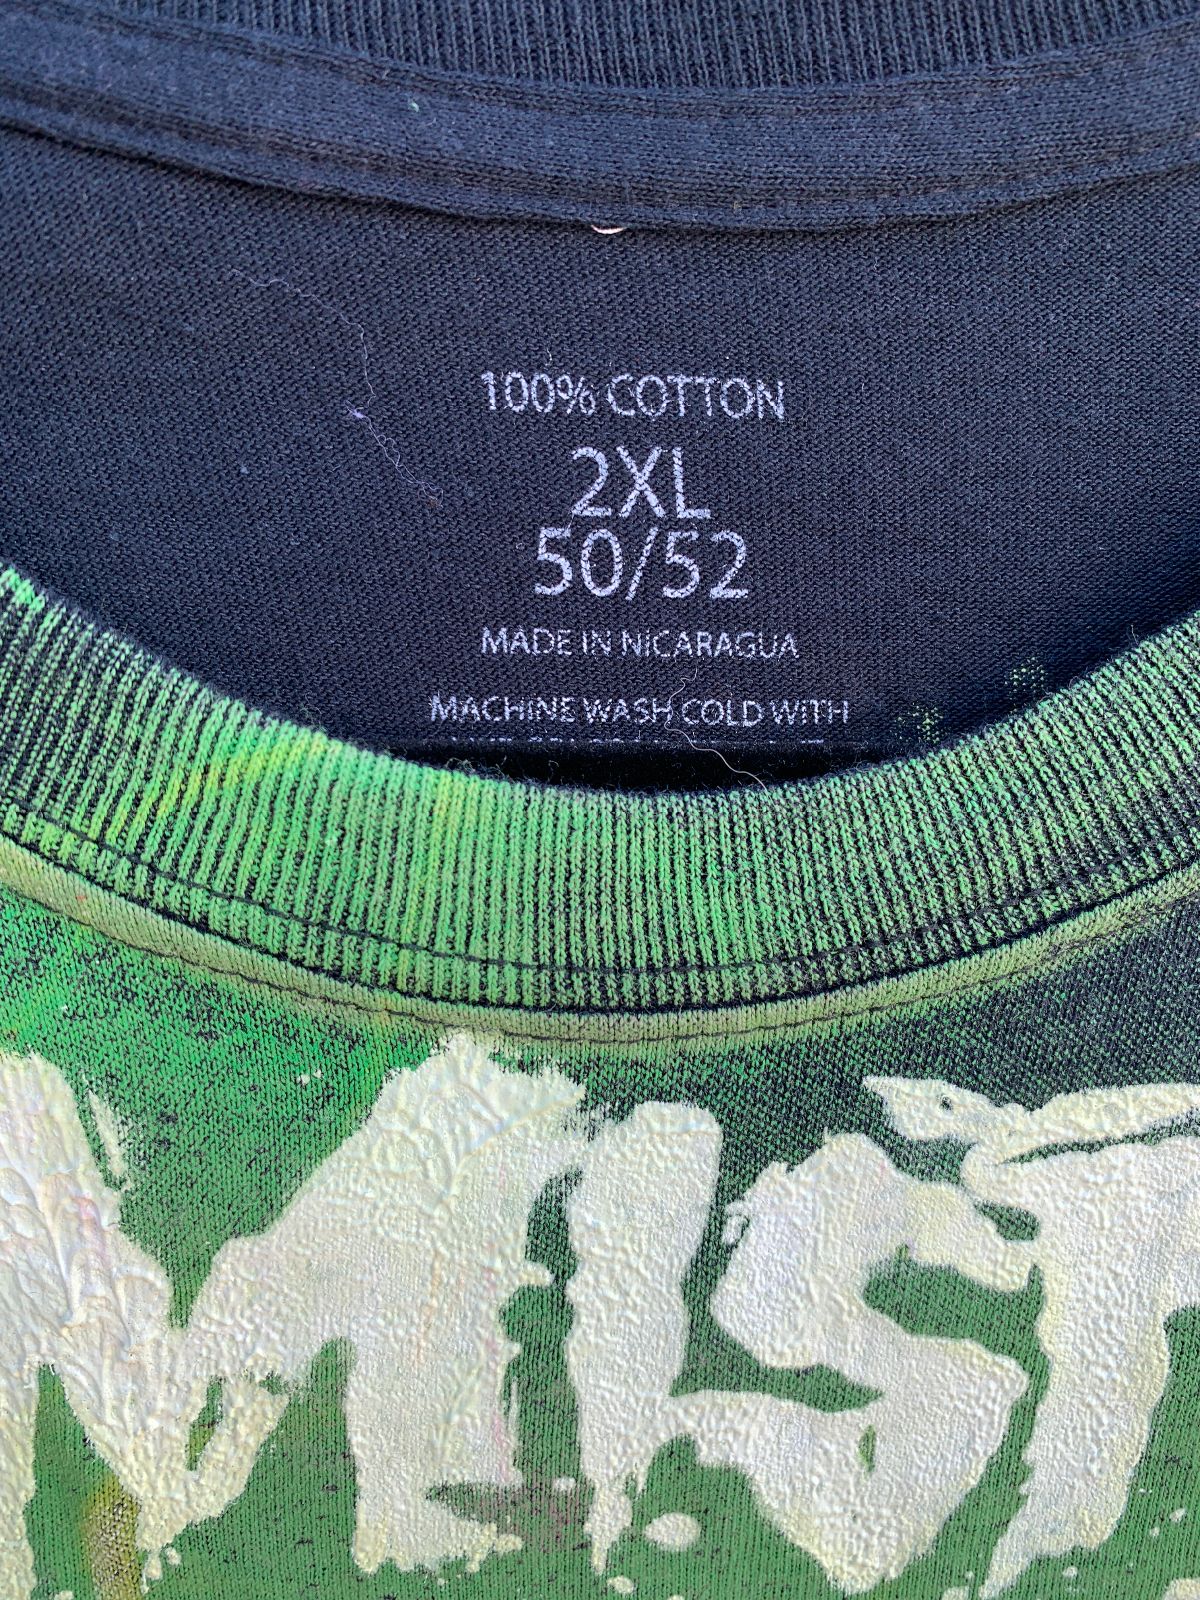 100% COTTON
2XL
50/52
MADE IN NICARAGUA
MACHINE WASH COLD WITH
MIST